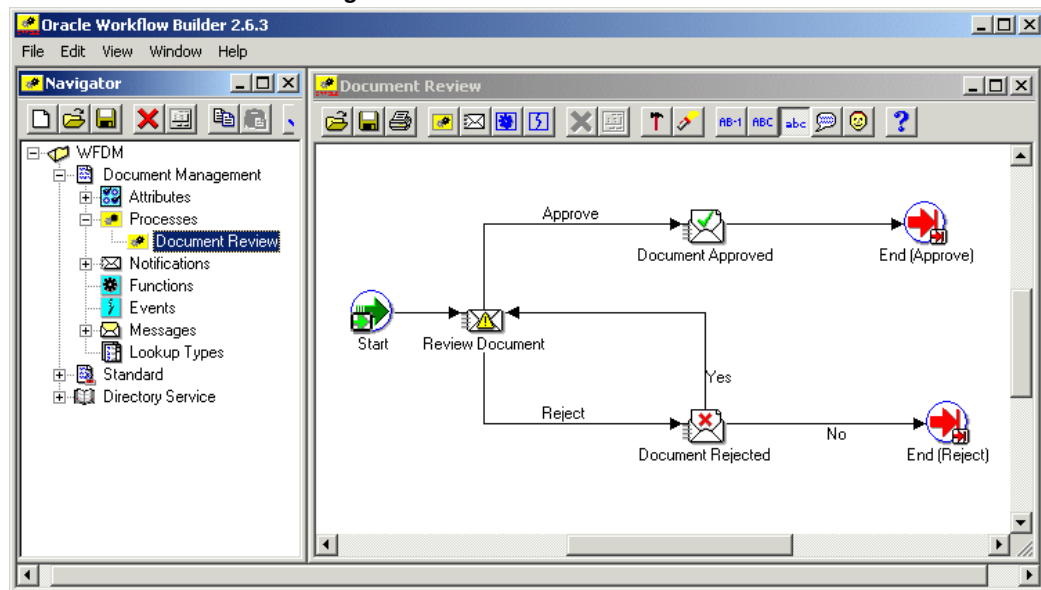 Oracle Workflow Builder 2.6.3
File Edit View Window Help
Navigator
WFDM
Document Management
Attributes
Processes
Document Review
Notifications
Functions
Events
Messages
Lookup Types
Standard
Directory Service
Document Review
AB-1 ABC abc ?
Approve
Document Approved
End (Approve)
Start
Review Document
Yes
Reject
No
Document Rejected
End (Reject)